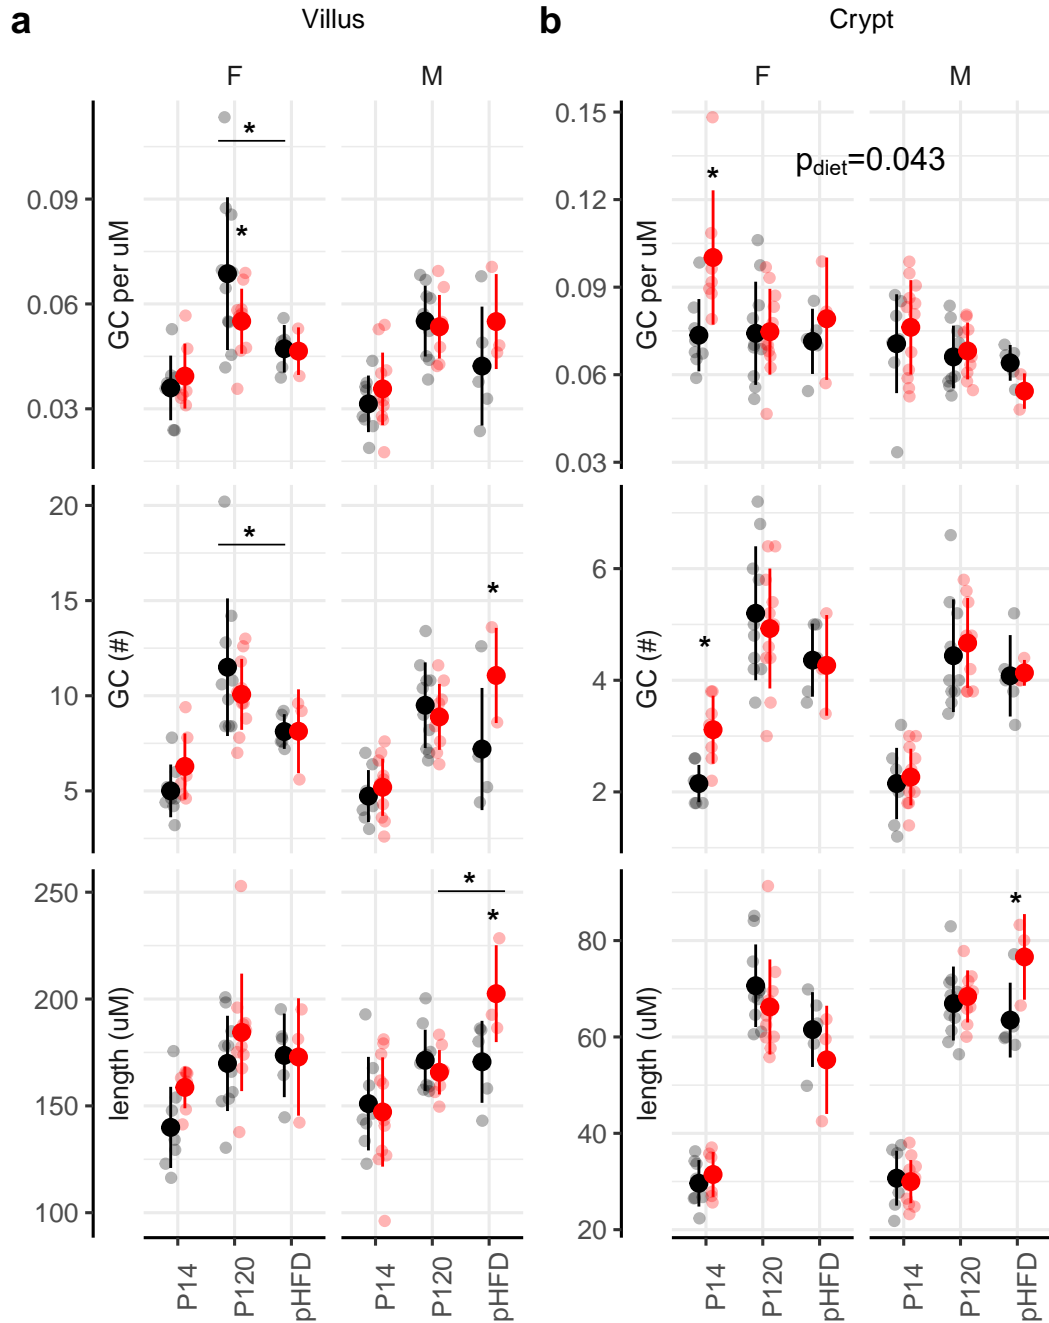 a
Villus
b
Crypt
F
M
F
M
GC per uM
0.09
0.06
0.03
*
*
GC per uM
0.15
0.12
0.09
0.06
0.03
*
pdiet=0.043
GC (#)
20
15
10
5
*
*
GC (#)
6
4
2
*
length (uM)
250
200
150
100
*
*
length (uM)
80
60
40
20
*
P14
P120
pHFD
P14
P120
pHFD
P14
P120
pHFD
P14
P120
pHFD